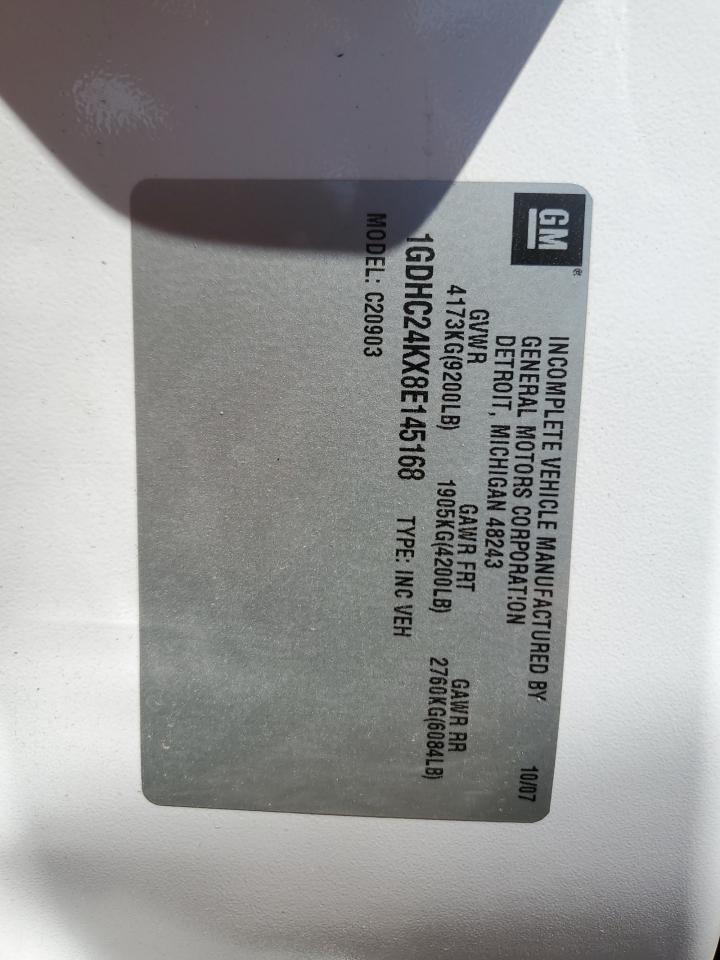 GM ®
INCOMPLETE VEHICLE MANUFACTURED BY 10/07
GENERAL MOTORS CORPORATION
DETROIT, MICHIGAN 48243
GVWR GAWR FRT GAWR RR
4173KG(9200LB) 1905KG(4200LB) 2760KG(6084LB)
1GDHC24KX8E145168 TYPE: INC VEH
MODEL: C20903